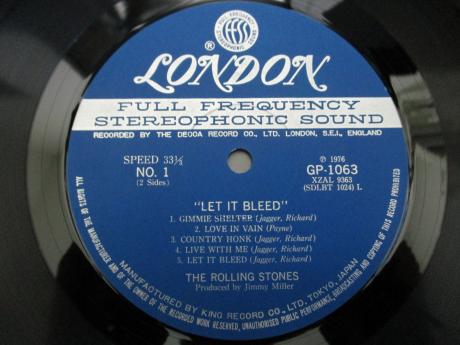 FULL FREQUENCY
ffss
STEREOPHONIC SOUND
®
LONDON
FULL FREQUENCY
STEREOPHONIC SOUND
RECORDED BY THE DECCA RECORD CO., LTD. LONDON, S.E.I., ENGLAND
SPEED 33⅓
NO. 1
(2 Sides)
℗ 1976
GP-1063
XZAL 9363
(SDLBT 1024) L
"LET IT BLEED"
1. GIMMIE SHELTER (Jagger, Richard)
2. LOVE IN VAIN (Payne)
3. COUNTRY HONK (Jagger, Richard)
4. LIVE WITH ME (Jagger, Richard)
5. LET IT BLEED (Jagger, Richard)
THE ROLLING STONES
Produced by Jimmy Miller
MANUFACTURED BY KING RECORD CO., LTD. TOKYO, JAPAN
ALL RIGHTS OF THE MANUFACTURER AND OF THE OWNER OF THE RECORDED WORK RESERVED, UNAUTHORISED PUBLIC PERFORMANCE, BROADCASTING AND COPYING OF THIS RECORD PROHIBITED